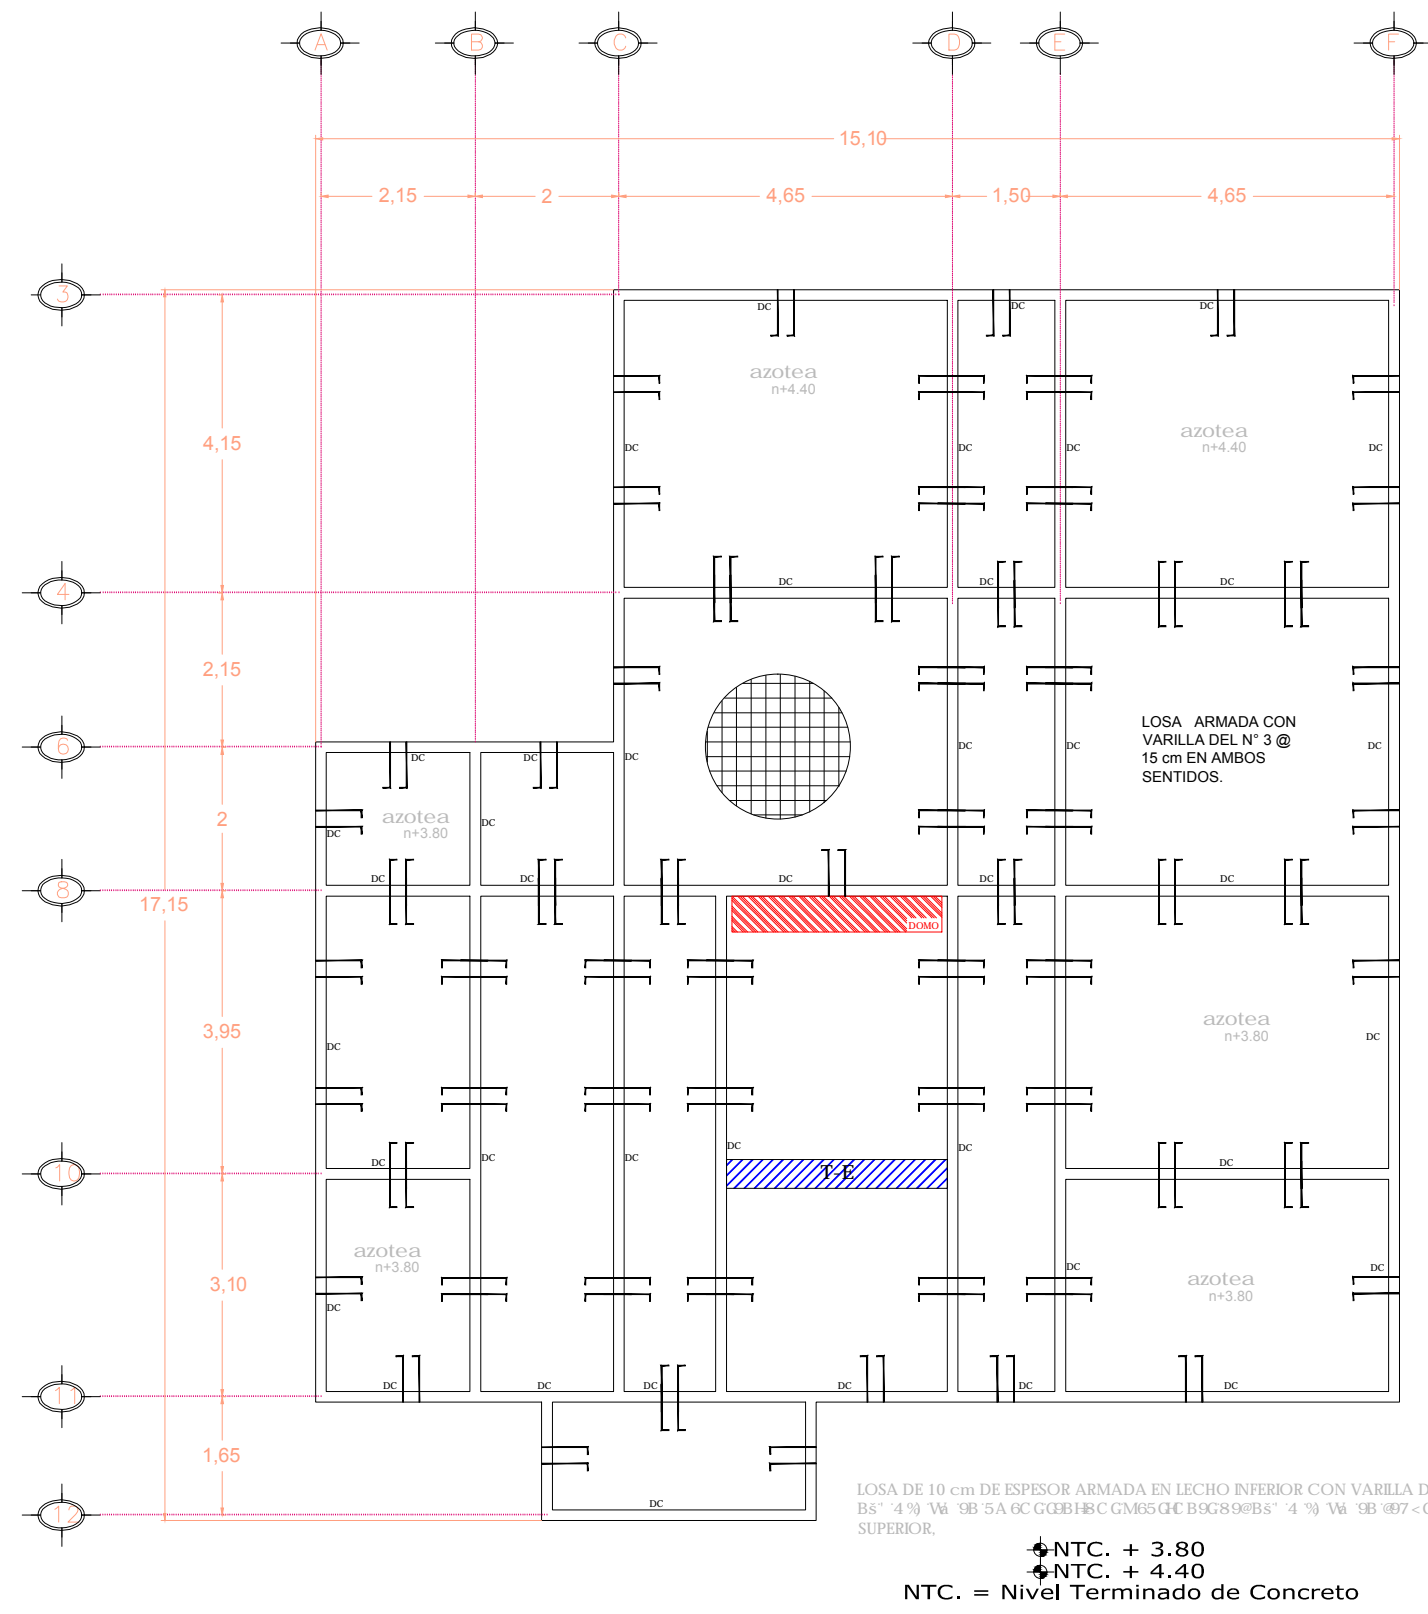 A B C D E F
15,10
2,15 2 4,65 1,50 4,65
3
DC DC DC
azotea
n+4.40
azotea
n+4.40
4,15
DC DC DC DC
4
DC DC DC
2,15
LOSA ARMADA CON
VARILLA DEL N° 3 @
15 cm EN AMBOS
SENTIDOS.
6
DC DC DC DC DC DC
azotea
n+3.80
2
DC DC
8
DC DC DC DC DC
17,15
DOMO
azotea
n+3.80
3,95
DC DC
DC DC DC DC
10
DC DC
T-E
azotea
n+3.80
DC DC
azotea
n+3.80
3,10
DC
11
DC DC DC DC DC DC
1,65
12
DC
LOSA DE 10 cm DE ESPESOR ARMADA EN LECHO INFERIOR CON VARILLA D
SUPERIOR,
NTC. + 3.80
NTC. + 4.40
NTC. = Nivel Terminado de Concreto